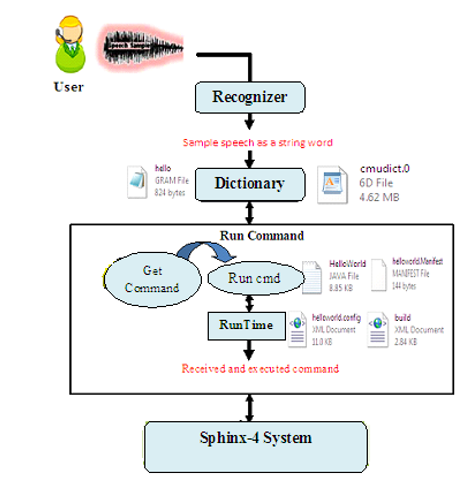 Speech Sample
User
Recognizer
Sample speech as a string word
hello
GRAM File
824 bytes
Dictionary
cmudict.0
6D File
4.62 MB
Run Command
Get
Command
Run cmd
HelloWorld
JAVA File
8.85 KB
helloworld.Manifest
MANIFEST File
144 bytes
RunTime
helloworld.config
XML Document
11.0 KB
build
XML Document
2.84 KB
Received and executed command
Sphinx-4 System